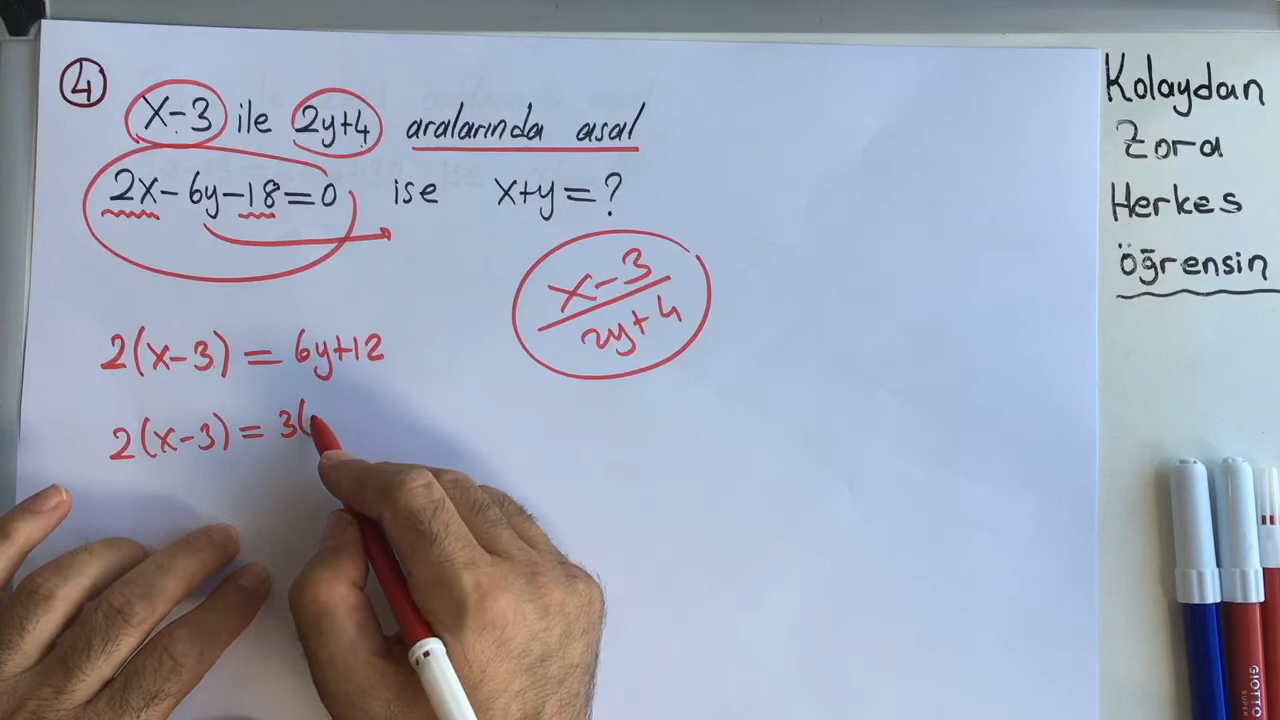 4
x-3 ile 2y+4 aralarında asal
2x-6y-18=0 ise x+y=?
x-3
2y+4
2(x-3) = 6y+12
2(x-3) = 3(
Kolaydan
Zora
Herkes
öğrensin
GIOTTO